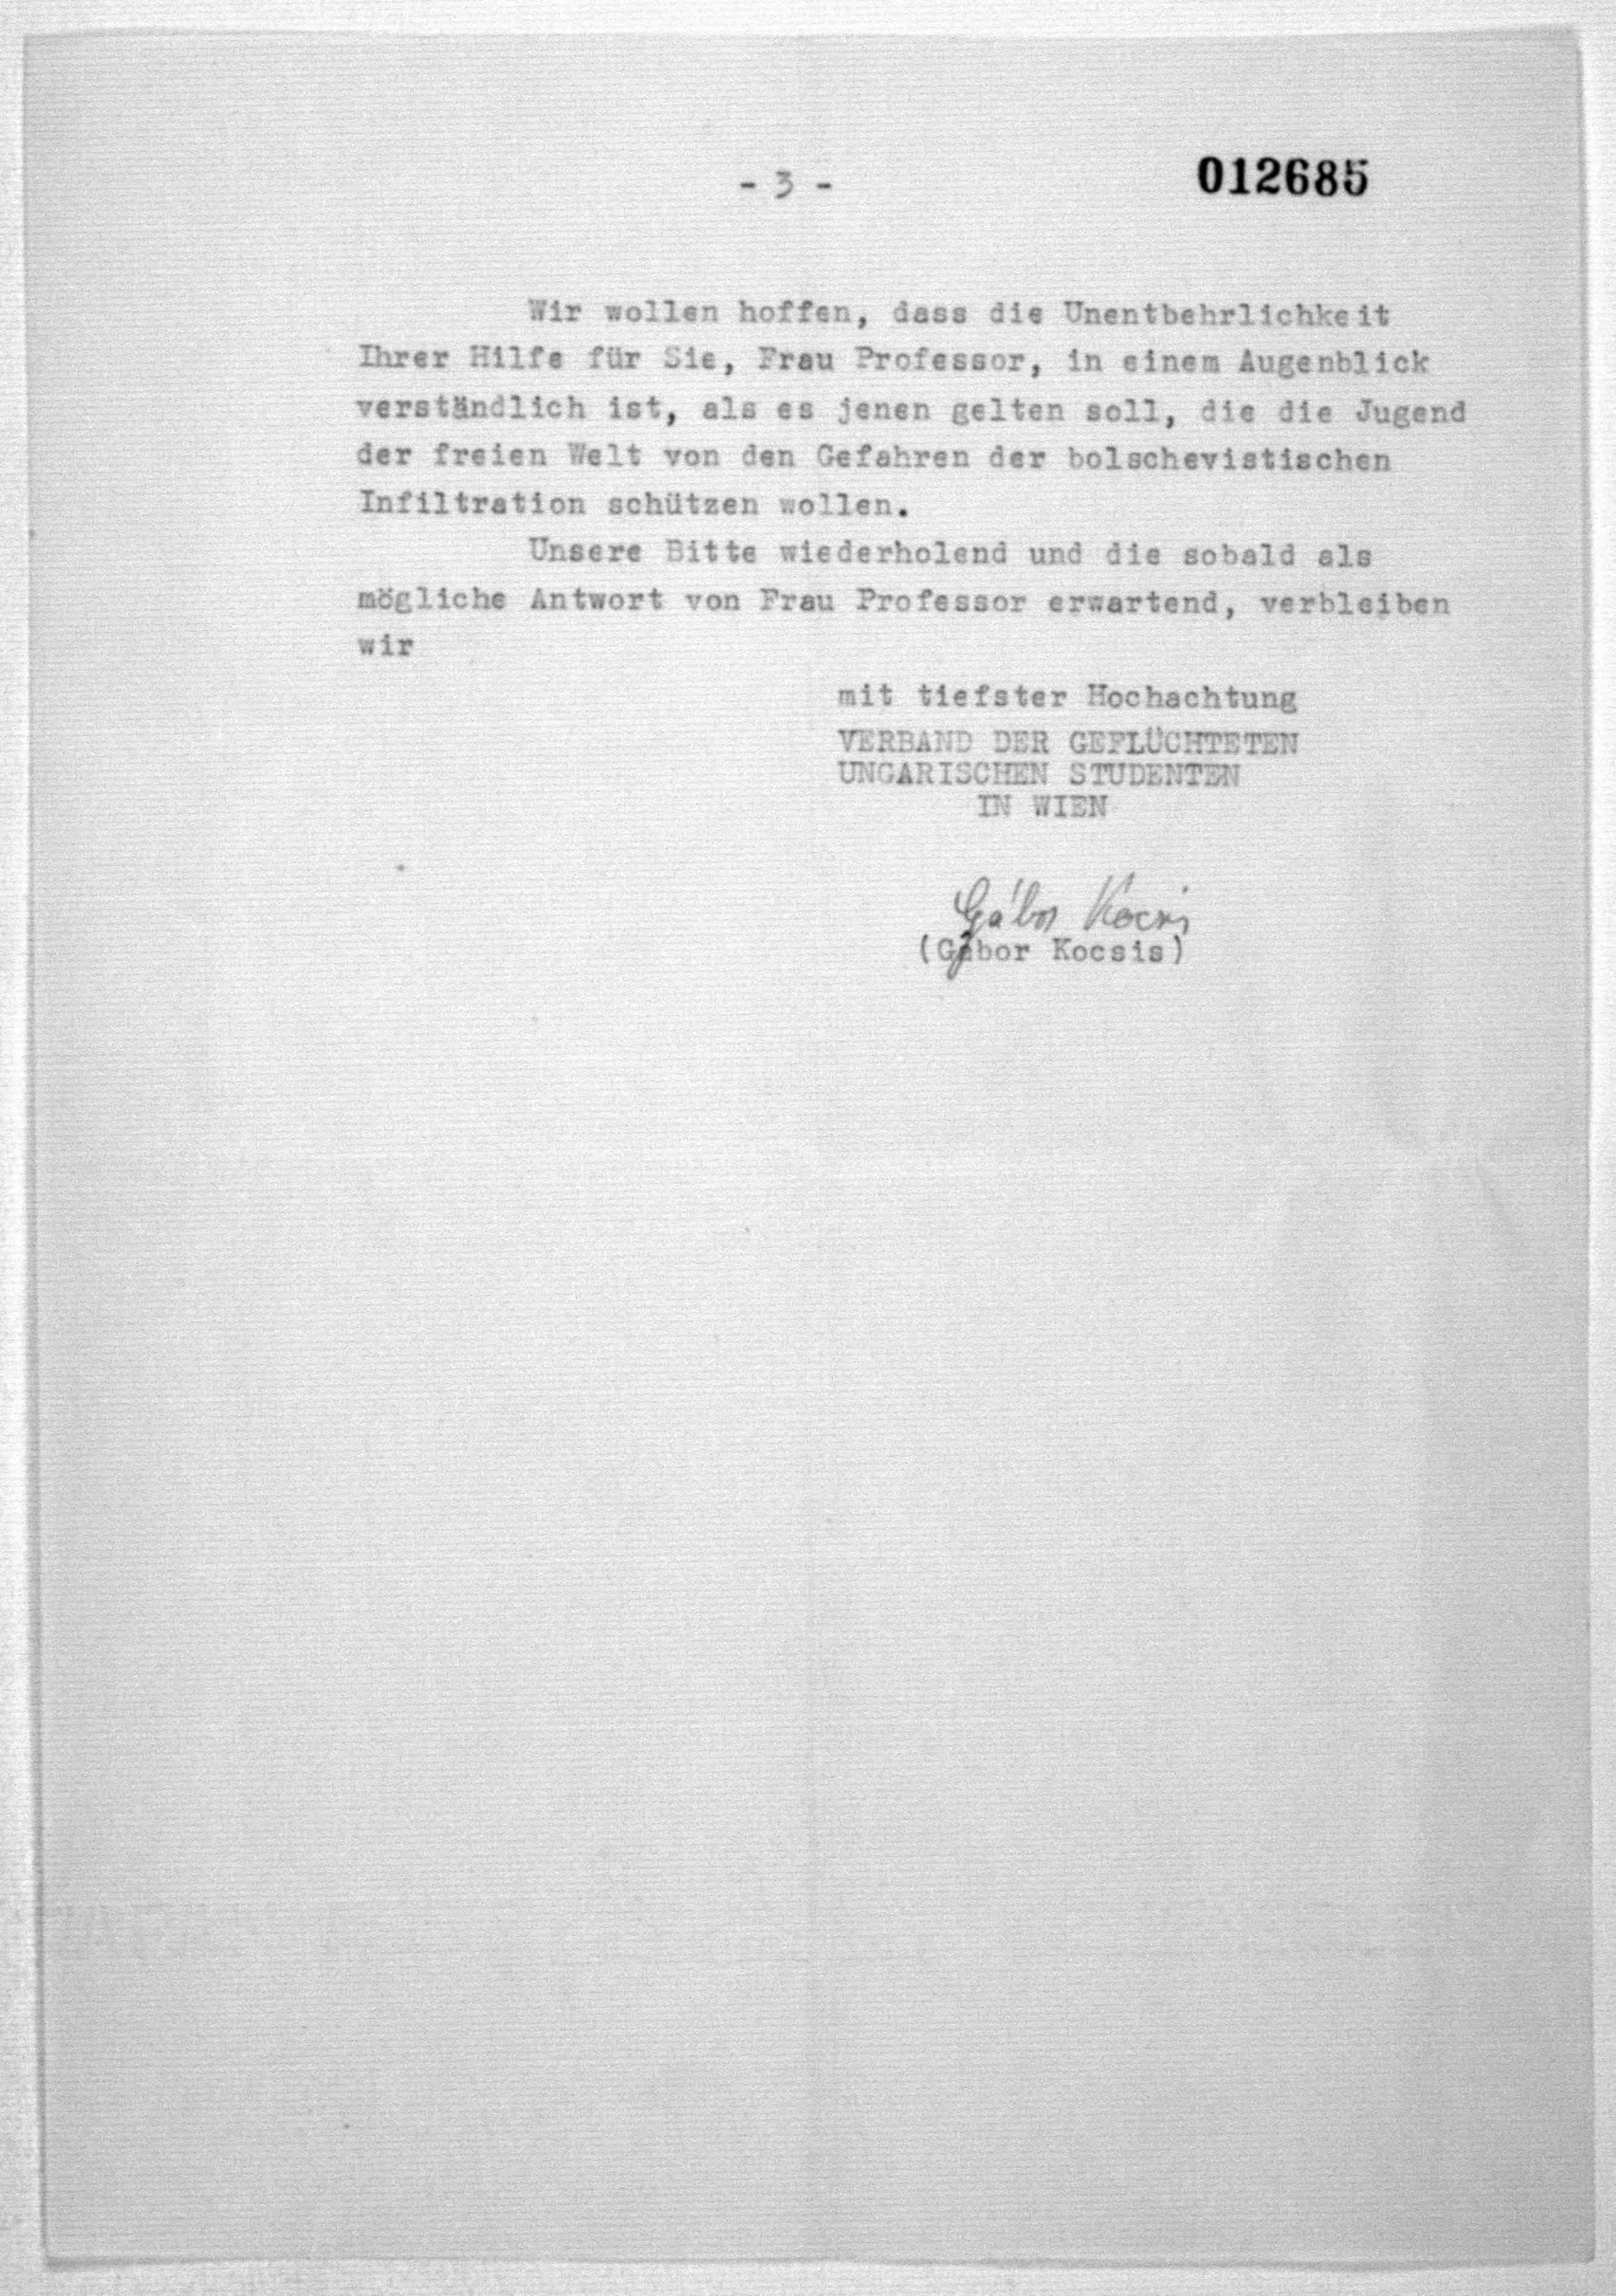 - 3 -
012685
Wir wollen hoffen, dass die Unentbehrlichkeit
Ihrer Hilfe für Sie, Frau Professor, in einem Augenblick
verständlich ist, als es jenen gelten soll, die die Jugend
der freien Welt von den Gefahren der bolschevistischen
Infiltration schützen wollen.
Unsere Bitte wiederholend und die sobald als
mögliche Antwort von Frau Professor erwartend, verbleiben
wir
mit tiefster Hochachtung
VERBAND DER GEFLÜCHTETEN
UNGARISCHEN STUDENTEN
IN WIEN
Gábor Kocsis
(Gábor Kocsis)